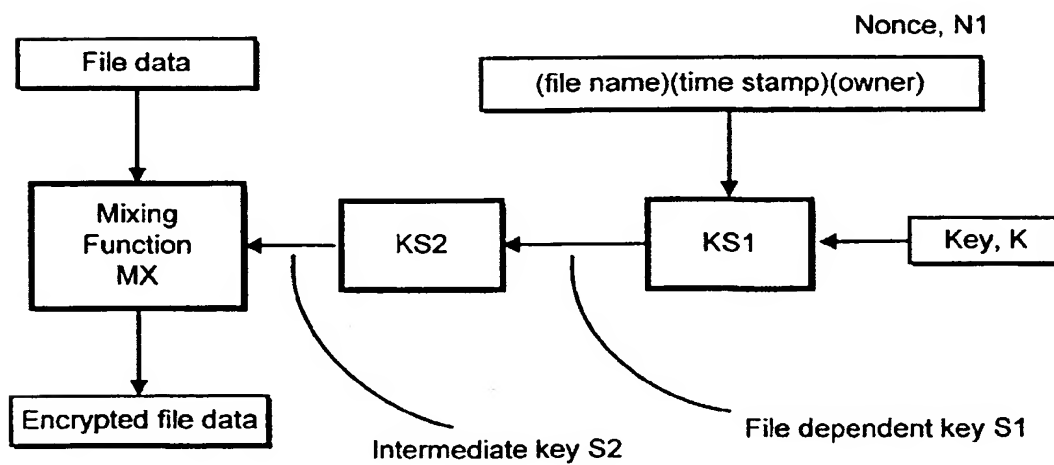 Nonce, N1
File data
(file name)(time stamp)(owner)
Mixing
Function
MX
KS2
KS1
Key, K
Encrypted file data
Intermediate key S2
File dependent key S1